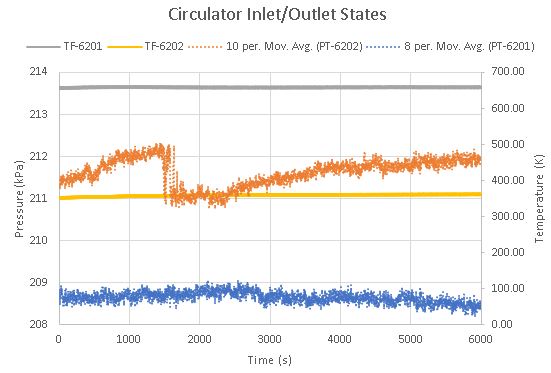 Circulator Inlet/Outlet States
TF-6201 TF-6202 10 per. Mov. Avg. (PT-6202) 8 per. Mov. Avg. (PT-6201)
214 700.00
600.00
213
500.00
212
400.00
211
300.00
210
200.00
209
100.00
208 0.00
0 1000 2000 3000 4000 5000 6000
Pressure (kPa)
Temperature (K)
Time (s)